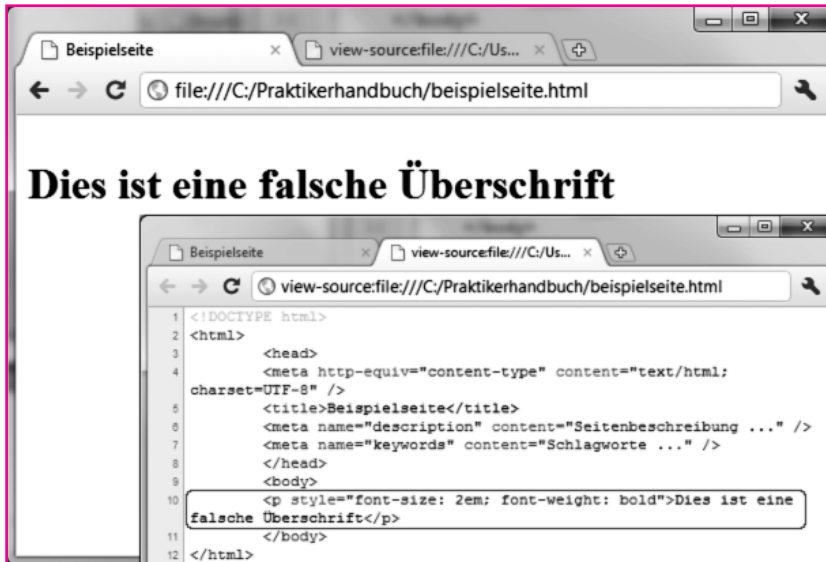 Beispielseite
view-source:file:///C:/Us...
file:///C:/Praktikerhandbuch/beispielseite.html
Dies ist eine falsche Überschrift
Beispielseite
view-source:file:///C:/Us...
view-source:file:///C:/Praktikerhandbuch/beispielseite.html
1 <!DOCTYPE html>
2 <html>
3 <head>
4 <meta http-equiv="content-type" content="text/html;
charset=UTF-8" />
5 <title>Beispielseite</title>
6 <meta name="description" content="Seitenbeschreibung ..." />
7 <meta name="keywords" content="Schlagworte ..." />
8 </head>
9 <body>
10 <p style="font-size: 2em; font-weight: bold">Dies ist eine
falsche Überschrift</p>
11 </body>
12 </html>